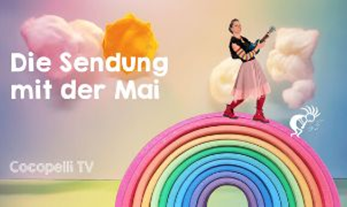 Die Sendung
mit der Mai
Cocopelli TV